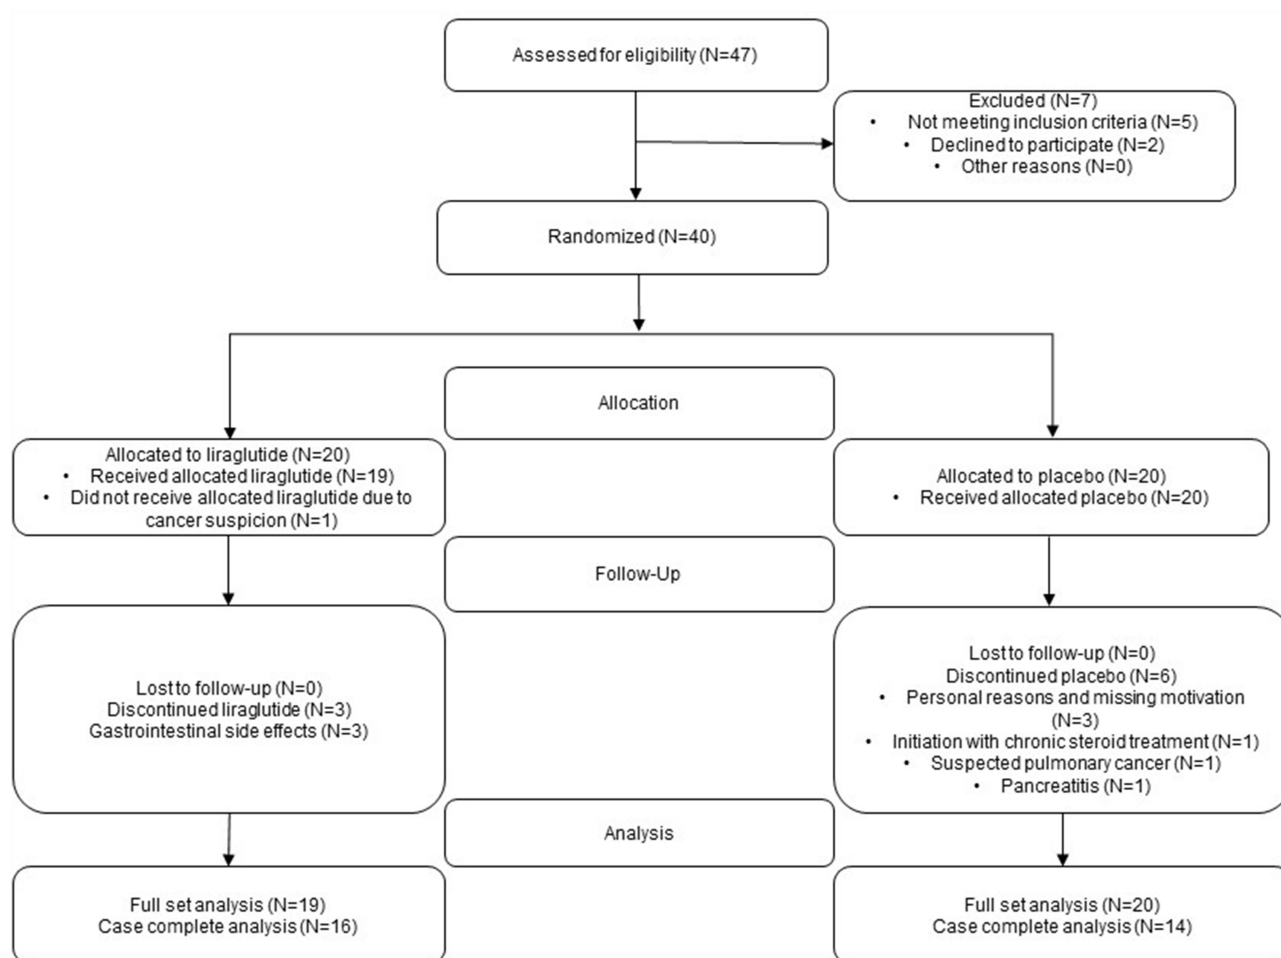 Assessed for eligibility (N=47)
Excluded (N=7)
• Not meeting inclusion criteria (N=5)
• Declined to participate (N=2)
• Other reasons (N=0)
Randomized (N=40)
Allocation
Allocated to liraglutide (N=20)
• Received allocated liraglutide (N=19)
• Did not receive allocated liraglutide due to
cancer suspicion (N=1)
Allocated to placebo (N=20)
• Received allocated placebo (N=20)
Follow-Up
Lost to follow-up (N=0)
Discontinued liraglutide (N=3)
Gastrointestinal side effects (N=3)
Lost to follow-up (N=0)
Discontinued placebo (N=6)
• Personal reasons and missing motivation
(N=3)
• Initiation with chronic steroid treatment (N=1)
• Suspected pulmonary cancer (N=1)
• Pancreatitis (N=1)
Analysis
Full set analysis (N=19)
Case complete analysis (N=16)
Full set analysis (N=20)
Case complete analysis (N=14)